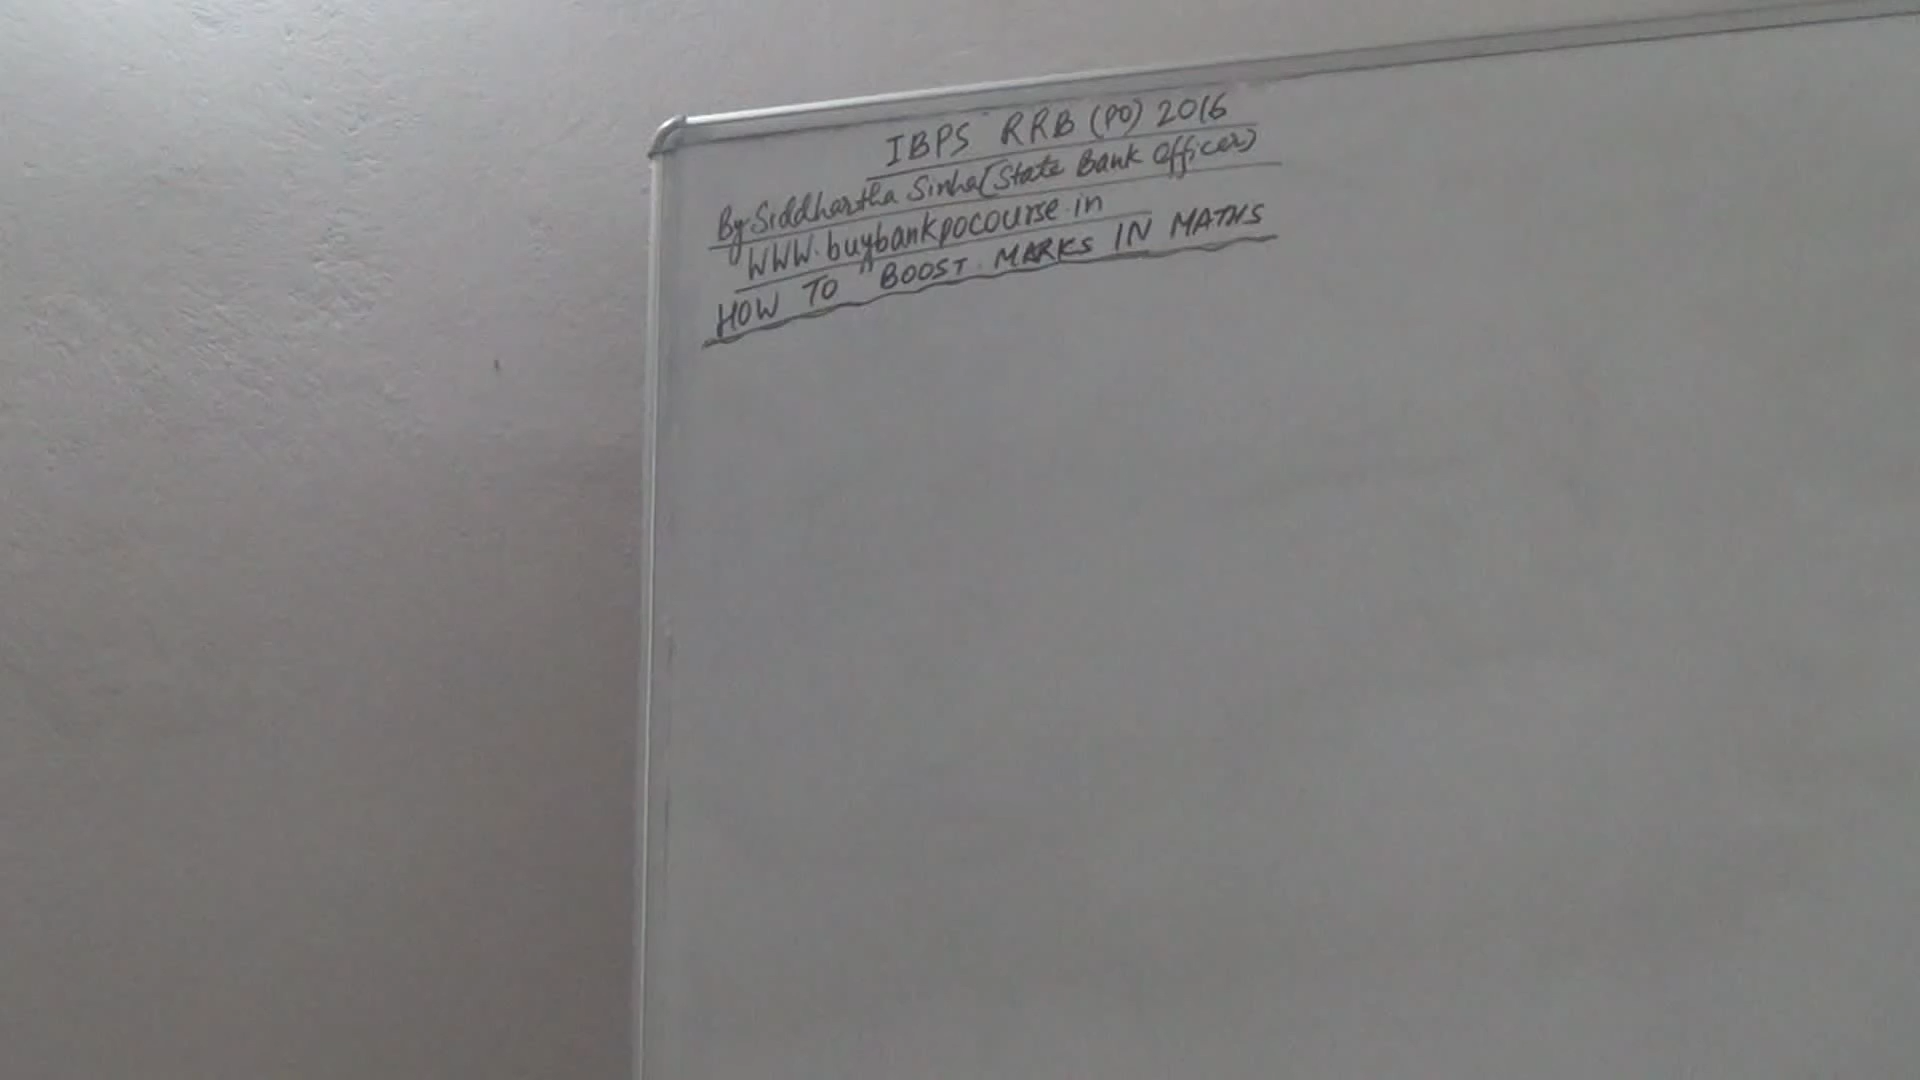 IBPS RRB (PO) 2016
By Siddhartha Sinha (State Bank Officer)
WWW.buybankpocourse.in
HOW TO "BOOST MARKS IN MATHS